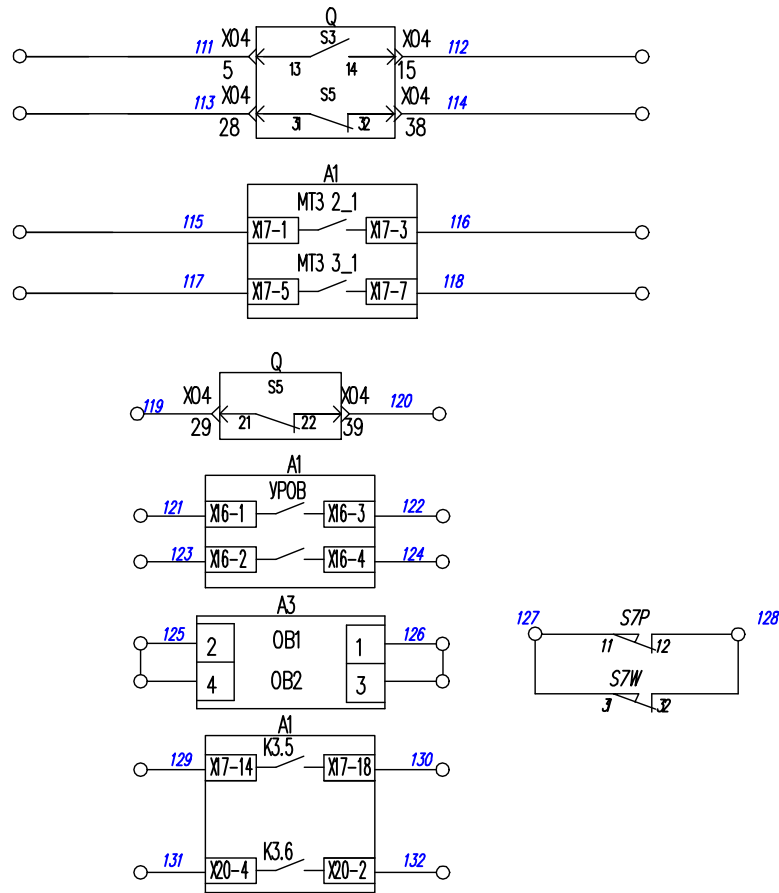 Q
S3
111 X04 X04 112
5 13 14 15
S5
113 X04 X04 114
28 31 32 38
A1
МТЗ 2_1
115 X17-1 X17-3 116
МТЗ 3_1
117 X17-5 X17-7 118
Q
S5
119 X04 X04 120
29 21 22 39
A1
УРОВ
121 X16-1 X16-3 122
123 X16-2 X16-4 124
A3
125 2 ОВ1 1 126
4 ОВ2 3
127 S7P 128
11 12
S7W
31 32
A1
K3.5
129 X17-14 X17-18 130
K3.6
131 X20-4 X20-2 132